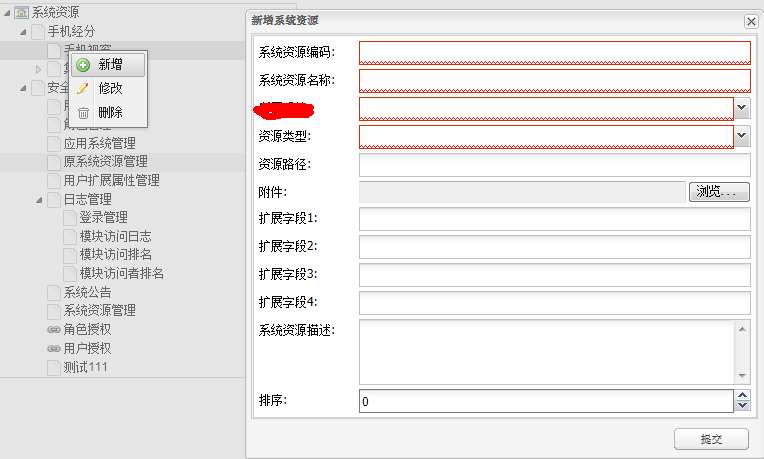 系统资源
手机经分
新增
修改
删除
安全
应用系统管理
原系统资源管理
用户扩展属性管理
日志管理
登录管理
模块访问日志
模块访问排名
模块访问者排名
系统公告
系统资源管理
角色授权
用户授权
测试111
新增系统资源
系统资源编码:
系统资源名称:
资源类型:
资源路径:
附件:
浏览...
扩展字段1:
扩展字段2:
扩展字段3:
扩展字段4:
系统资源描述:
排序:
0
提交